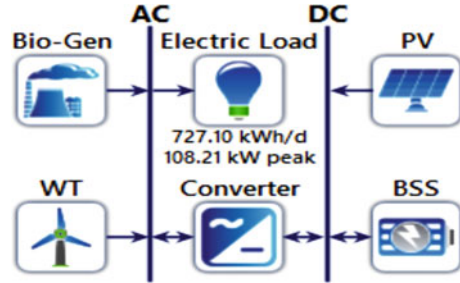 AC DC
Bio-Gen Electric Load PV
727.10 kWh/d
108.21 kW peak
WT Converter BSS